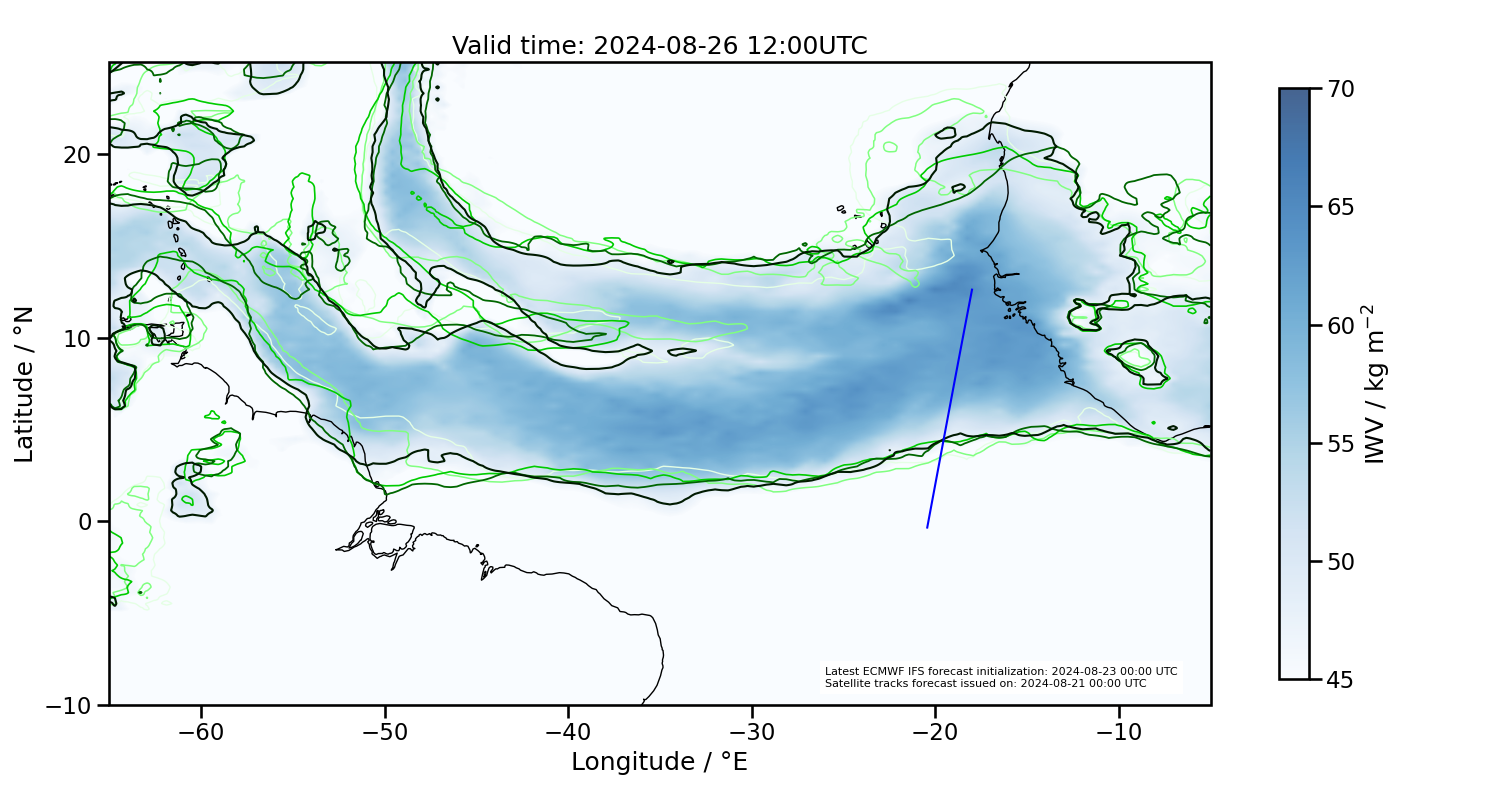 Valid time: 2024-08-26 12:00UTC
20
10
0
−10
Latitude / °N
−60
−50
−40
−30
−20
−10
Longitude / °E
Latest ECMWF IFS forecast initialization: 2024-08-23 00:00 UTC
Satellite tracks forecast issued on: 2024-08-21 00:00 UTC
70
65
60
55
50
45
IWV / kg m⁻²